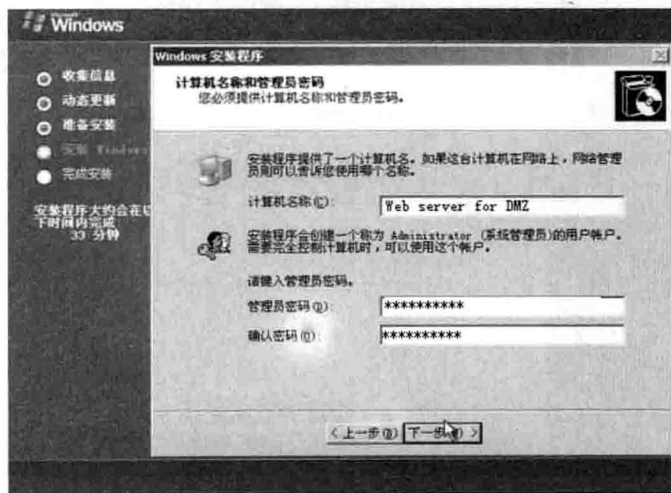 Windows
收集信息
动态更新
准备安装
安装 Windows
完成安装
安装程序大约会在以
下时间内完成
33 分钟
Windows 安装程序
计算机名称和管理员密码
您必须提供计算机名称和管理员密码。
安装程序提供了一个计算机名。如果这台计算机在网络上，网络管理
员则可以告诉您使用哪个名称。
计算机名称(C):
Web server for DMZ
安装程序会创建一个称为 Administrator (系统管理员)的用户帐户。
需要完全控制计算机时，可以使用这个帐户。
请键入管理员密码。
管理员密码(D):
**********
确认密码(O):
**********
< 上一步(B)
下一步 >